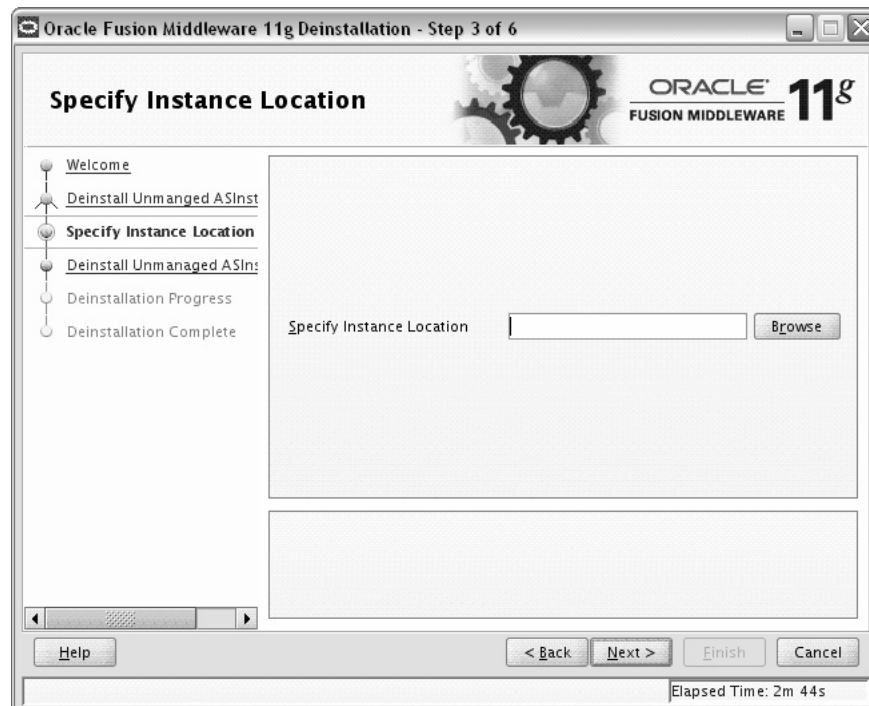 Oracle Fusion Middleware 11g Deinstallation - Step 3 of 6
Specify Instance Location
ORACLE
FUSION MIDDLEWARE
11g
Welcome
Deinstall Unmanged ASInst
Specify Instance Location
Deinstall Unmanaged ASIns
Deinstallation Progress
Deinstallation Complete
Specify Instance Location
Browse
Help
< Back
Next >
Finish
Cancel
Elapsed Time: 2m 44s